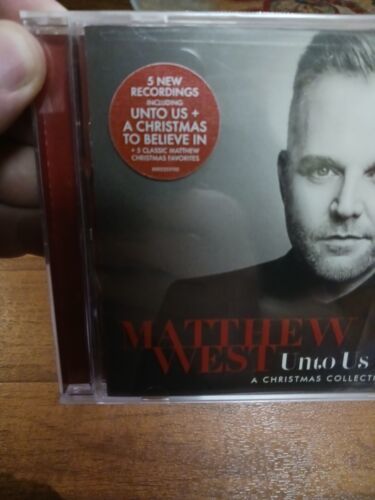 5 NEW
RECORDINGS
INCLUDING
UNTO US +
A CHRISTMAS
TO BELIEVE IN
+ 5 CLASSIC MATTHEW
CHRISTMAS FAVORITES
MATTHEW
WEST Unto Us
A CHRISTMAS COLLECTI